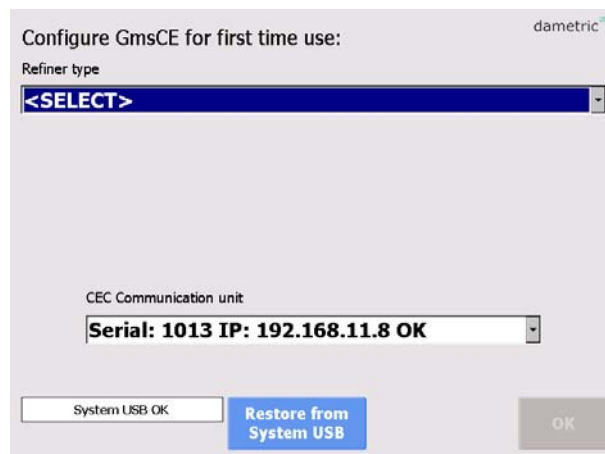 Configure GmsCE for first time use:
dametric
Refiner type
<SELECT>
CEC Communication unit
Serial: 1013 IP: 192.168.11.8 OK
System USB OK
Restore from
System USB
OK